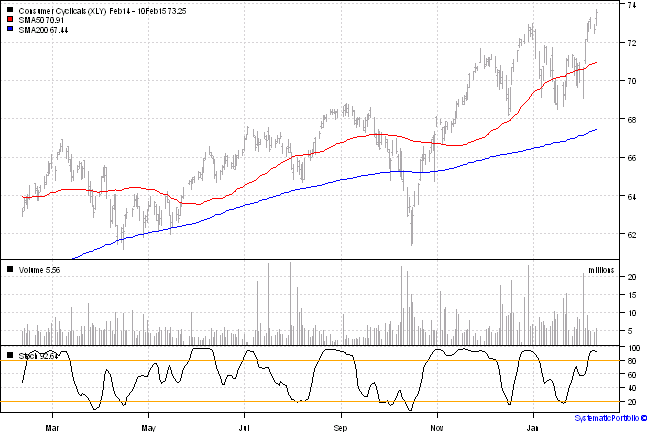 Consumer Cyclicals (XLY) Feb14 - 10Feb15 73.25
SMA50 70.91
SMA200 67.44
74
72
70
68
66
64
62
Volume 5.56
millions
20
15
10
5
Stoch 92.64
100
80
60
40
20
Mar May Jul Sep Nov Jan
SystematicPortfolio ©